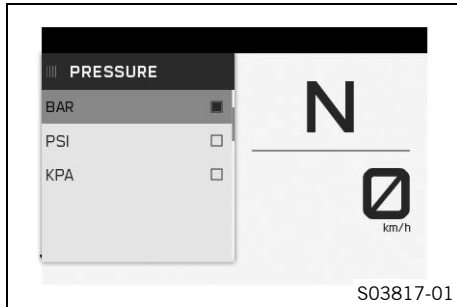 PRESSURE
BAR
PSI
KPA
N
0
km/h
S03817-01